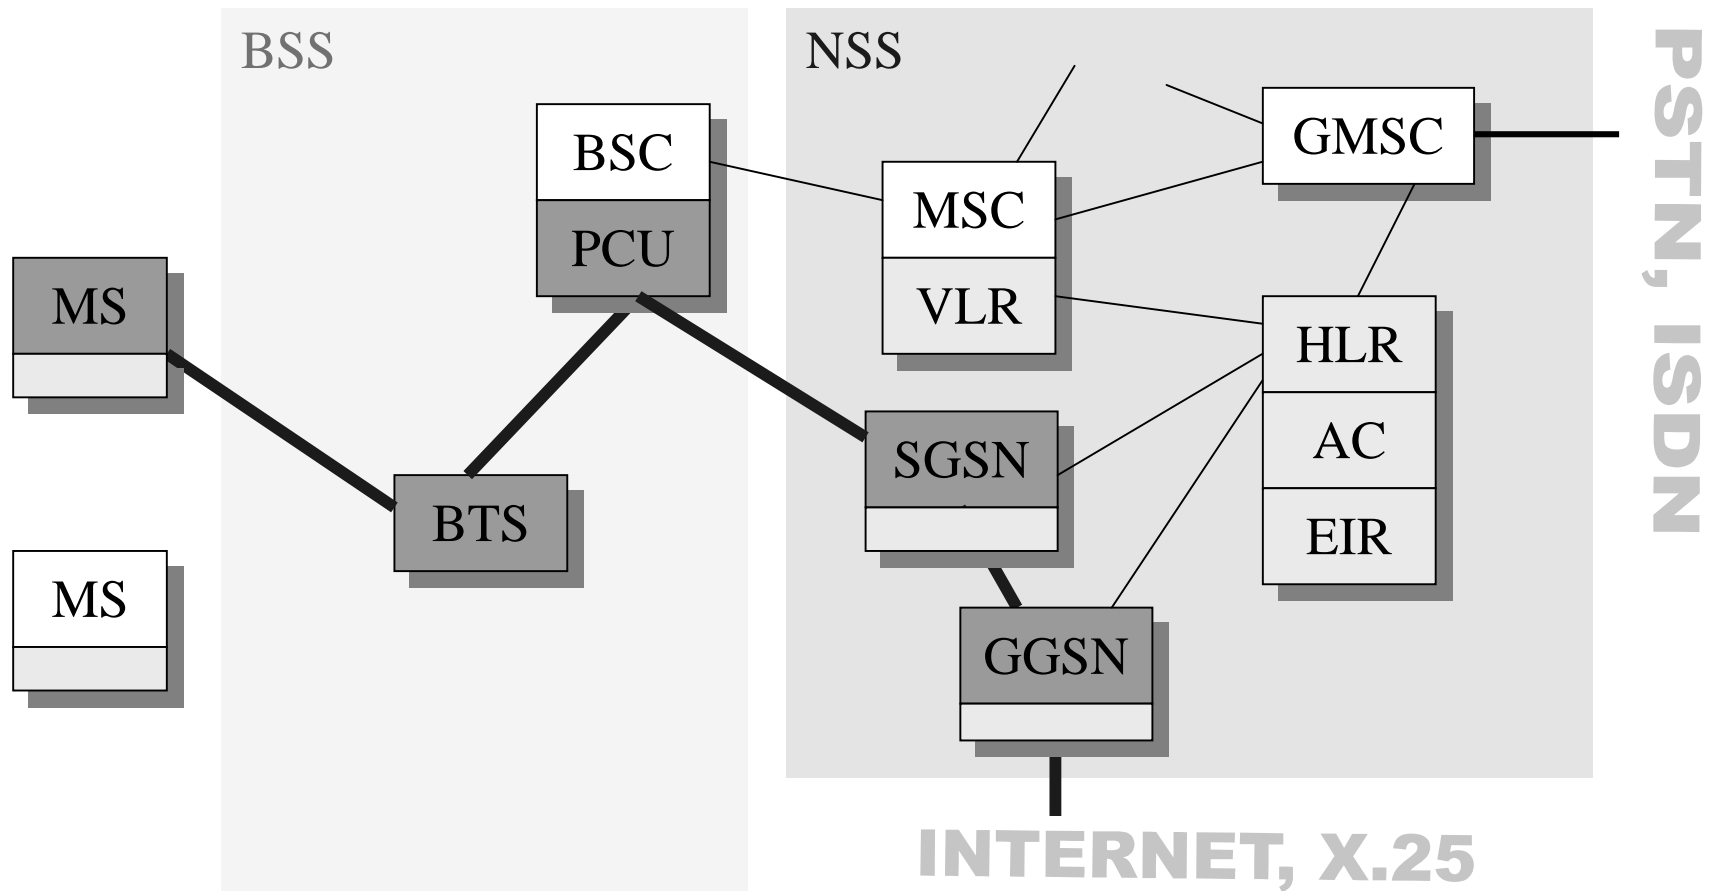 BSS
NSS
BSC
PCU
MSC
VLR
GMSC
PSTN, ISDN
MS
HLR
AC
EIR
SGSN
BTS
MS
GGSN
INTERNET, X.25